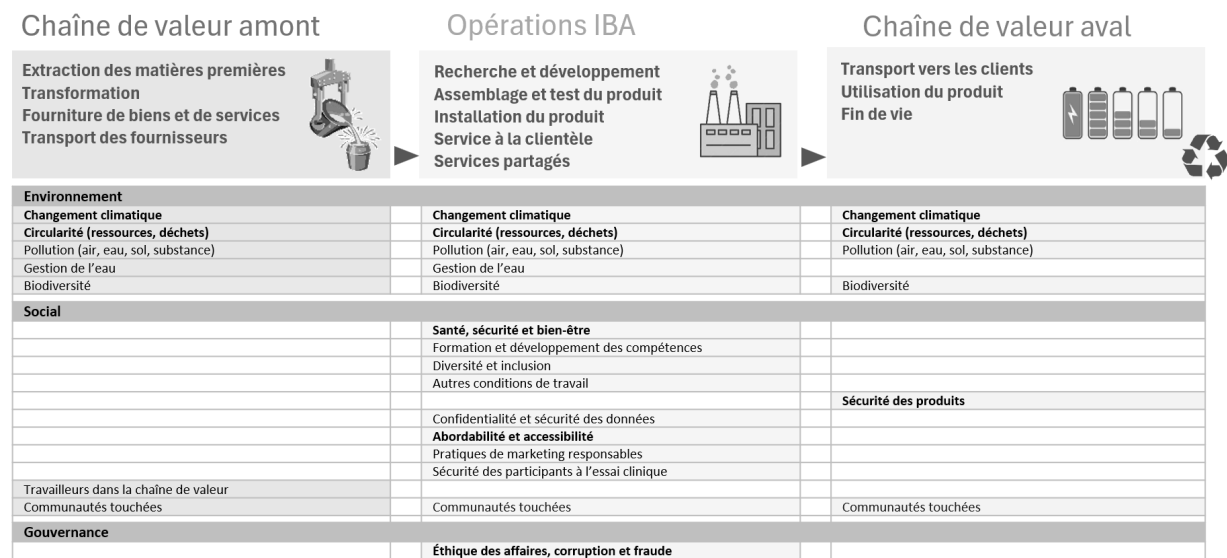 Chaîne de valeur amont
Opérations IBA
Chaîne de valeur aval
Extraction des matières premières
Transformation
Fourniture de biens et de services
Transport des fournisseurs
Recherche et développement
Assemblage et test du produit
Installation du produit
Service à la clientèle
Services partagés
Transport vers les clients
Utilisation du produit
Fin de vie
Environnement
Changement climatique Changement climatique Changement climatique
Circularité (ressources, déchets) Circularité (ressources, déchets) Circularité (ressources, déchets)
Pollution (air, eau, sol, substance) Pollution (air, eau, sol, substance) Pollution (air, eau, sol, substance)
Gestion de l’eau Gestion de l’eau
Biodiversité Biodiversité Biodiversité
Social
Santé, sécurité et bien-être
Formation et développement des compétences
Diversité et inclusion
Autres conditions de travail
Sécurité des produits
Confidentialité et sécurité des données
Abordabilité et accessibilité
Pratiques de marketing responsables
Sécurité des participants à l’essai clinique
Travailleurs dans la chaîne de valeur
Communautés touchées Communautés touchées Communautés touchées
Gouvernance
Éthique des affaires, corruption et fraude